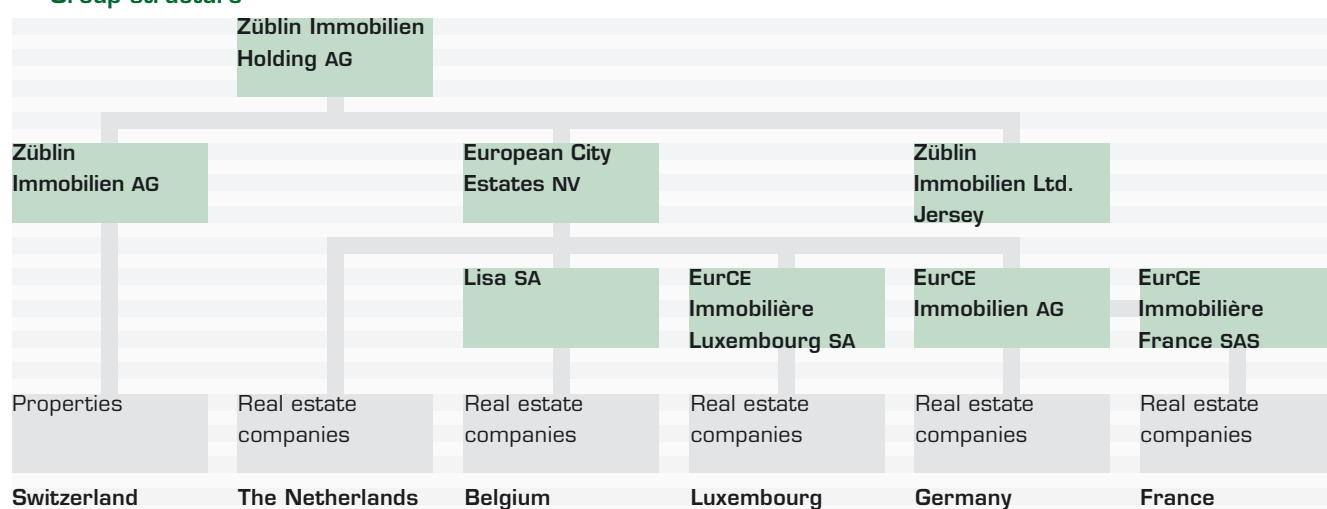 Group structure
Züblin Immobilien
Holding AG
Züblin
Immobilien AG
European City
Estates NV
Züblin
Immobilien Ltd.
Jersey
Lisa SA
EurCE
Immobilière
Luxembourg SA
EurCE
Immobilien AG
EurCE
Immobilière
France SAS
Properties
Real estate
companies
Real estate
companies
Real estate
companies
Real estate
companies
Real estate
companies
Switzerland
The Netherlands
Belgium
Luxembourg
Germany
France